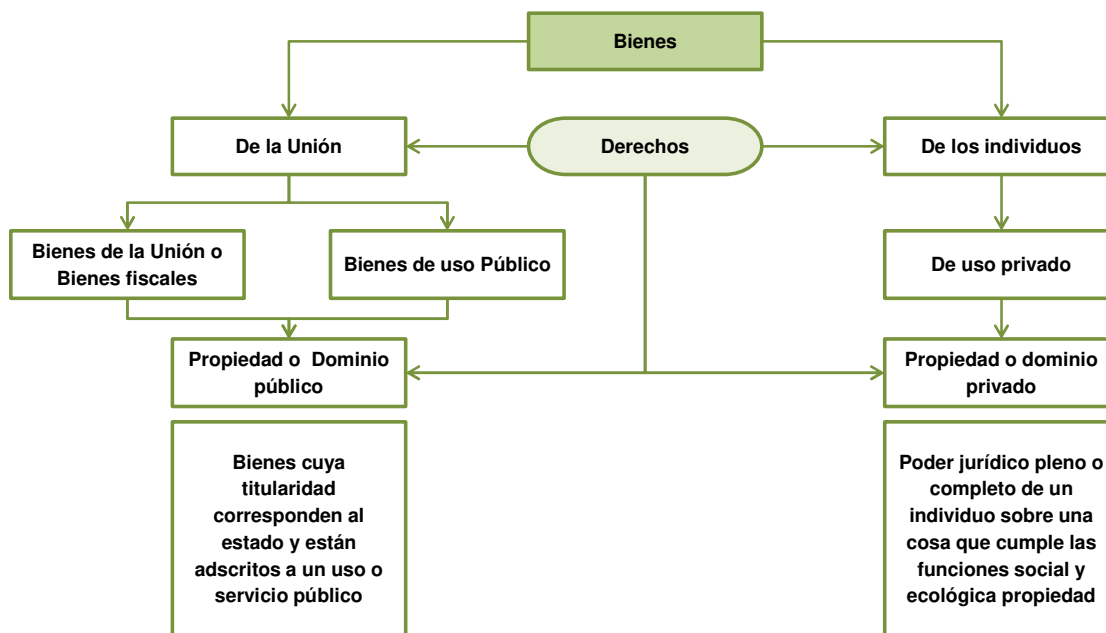 Bienes
De la Unión
Derechos
De los individuos
Bienes de la Unión o
Bienes fiscales
Bienes de uso Público
De uso privado
Propiedad o Dominio
público
Propiedad o dominio
privado
Bienes cuya
titularidad
corresponden al
estado y están
adscritos a un uso o
servicio público
Poder jurídico pleno o
completo de un
individuo sobre una
cosa que cumple las
funciones social y
ecológica propiedad